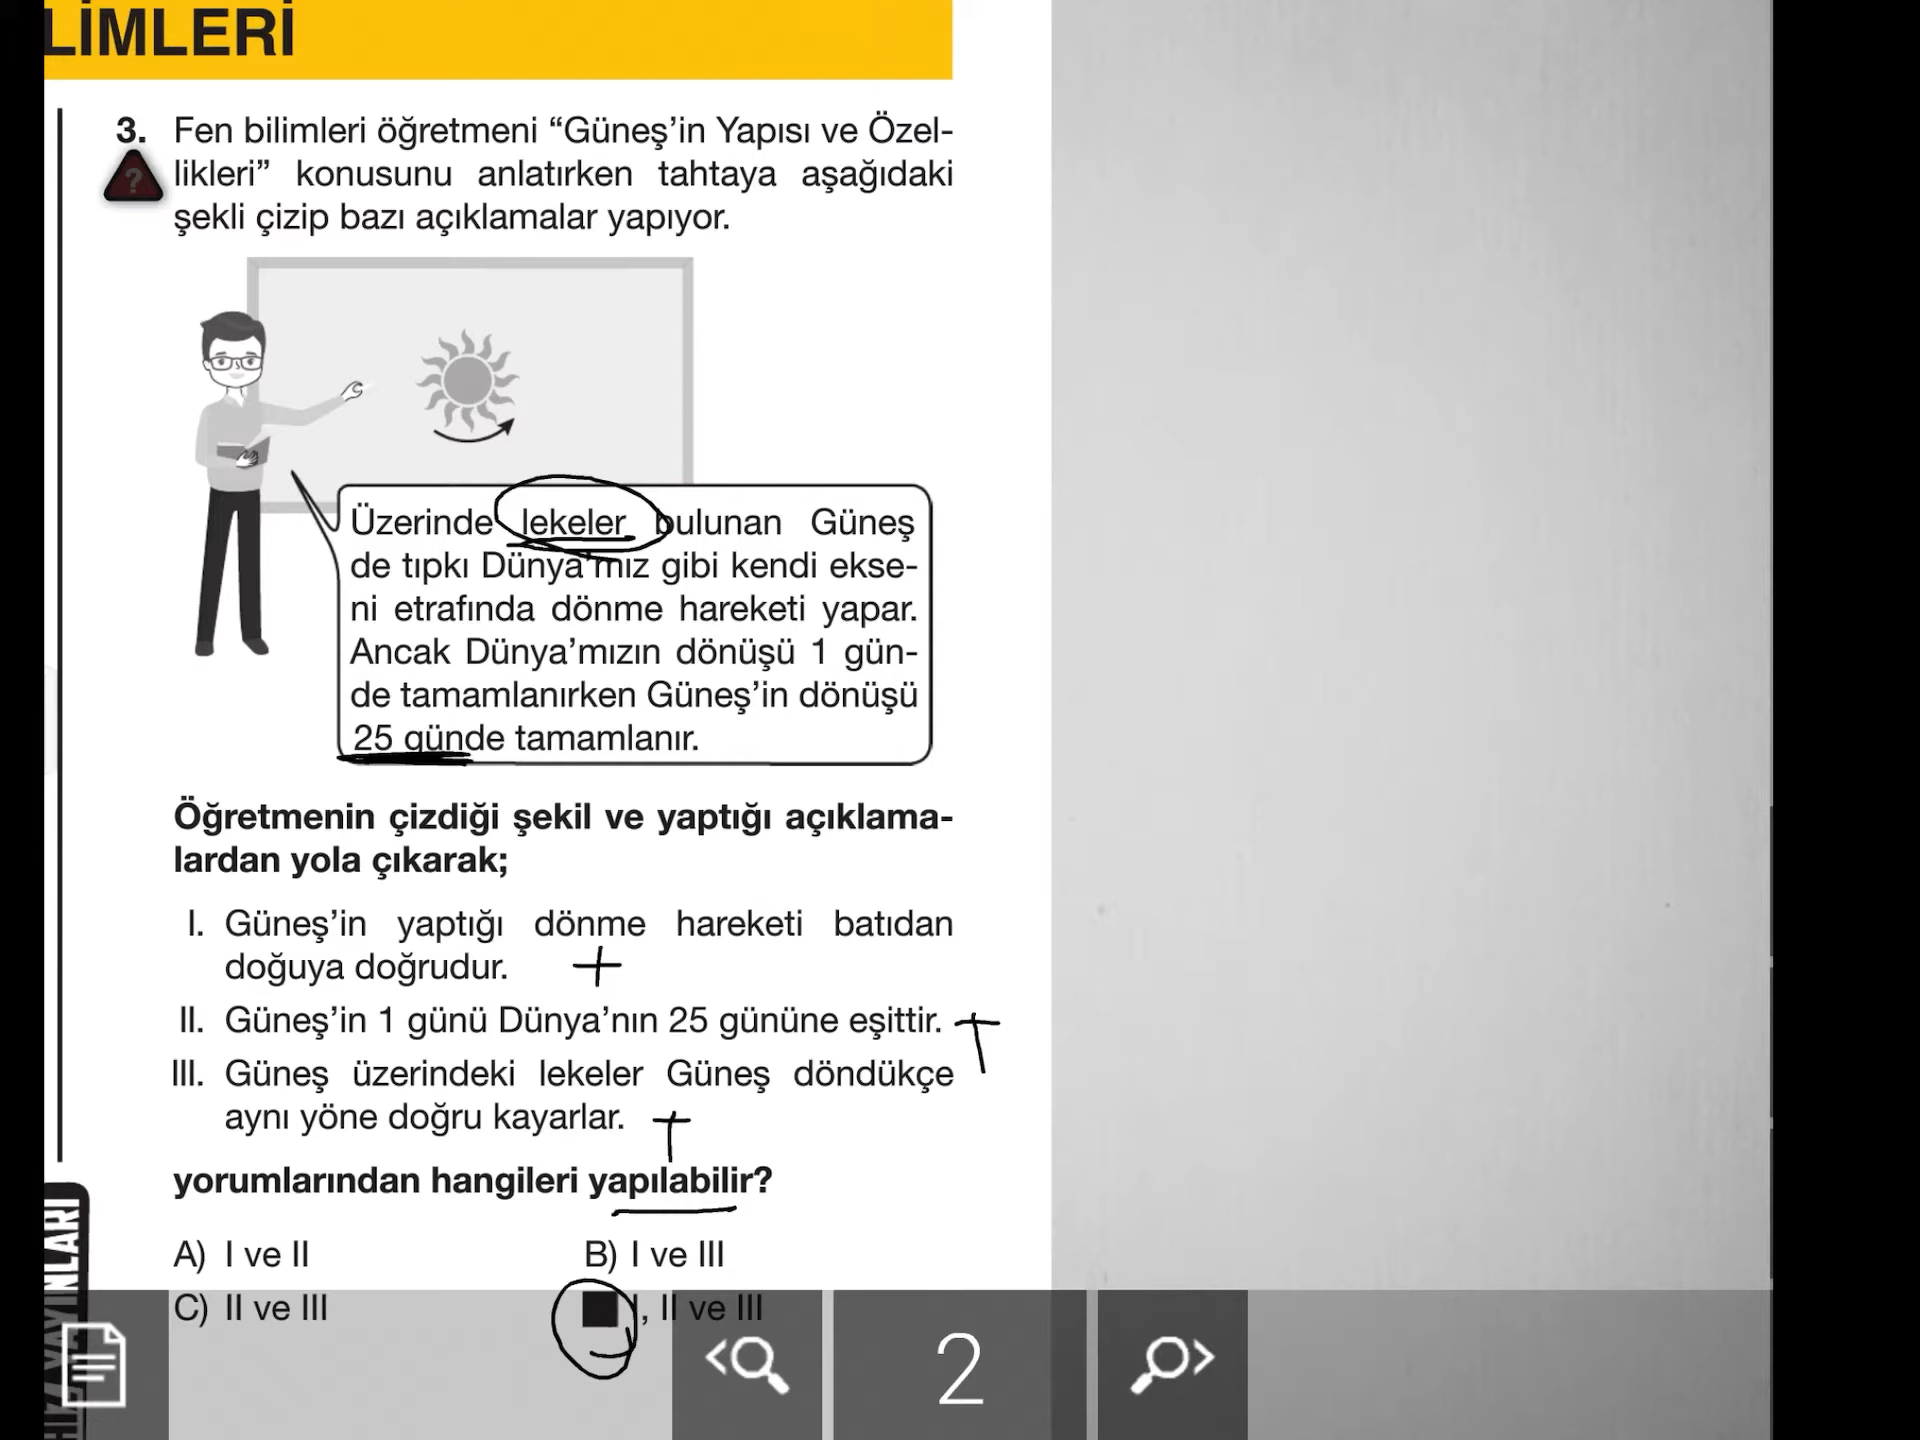 LİMLERİ
3. Fen bilimleri öğretmeni “Güneş’in Yapısı ve Özel-
likleri” konusunu anlatırken tahtaya aşağıdaki
şekli çizip bazı açıklamalar yapıyor.
?
Üzerinde lekeler bulunan Güneş
de tıpkı Dünya’mız gibi kendi ekse-
ni etrafında dönme hareketi yapar.
Ancak Dünya’mızın dönüşü 1 gün-
de tamamlanırken Güneş’in dönüşü
25 günde tamamlanır.
Öğretmenin çizdiği şekil ve yaptığı açıklama-
lardan yola çıkarak;
I. Güneş’in yaptığı dönme hareketi batıdan
doğuya doğrudur. +
II. Güneş’in 1 günü Dünya’nın 25 gününe eşittir. +
III. Güneş üzerindeki lekeler Güneş döndükçe
aynı yöne doğru kayarlar. +
yorumlarından hangileri yapılabilir?
A) I ve II B) I ve III
C) II ve III I, II ve III
HIZ YAYINLARI
2